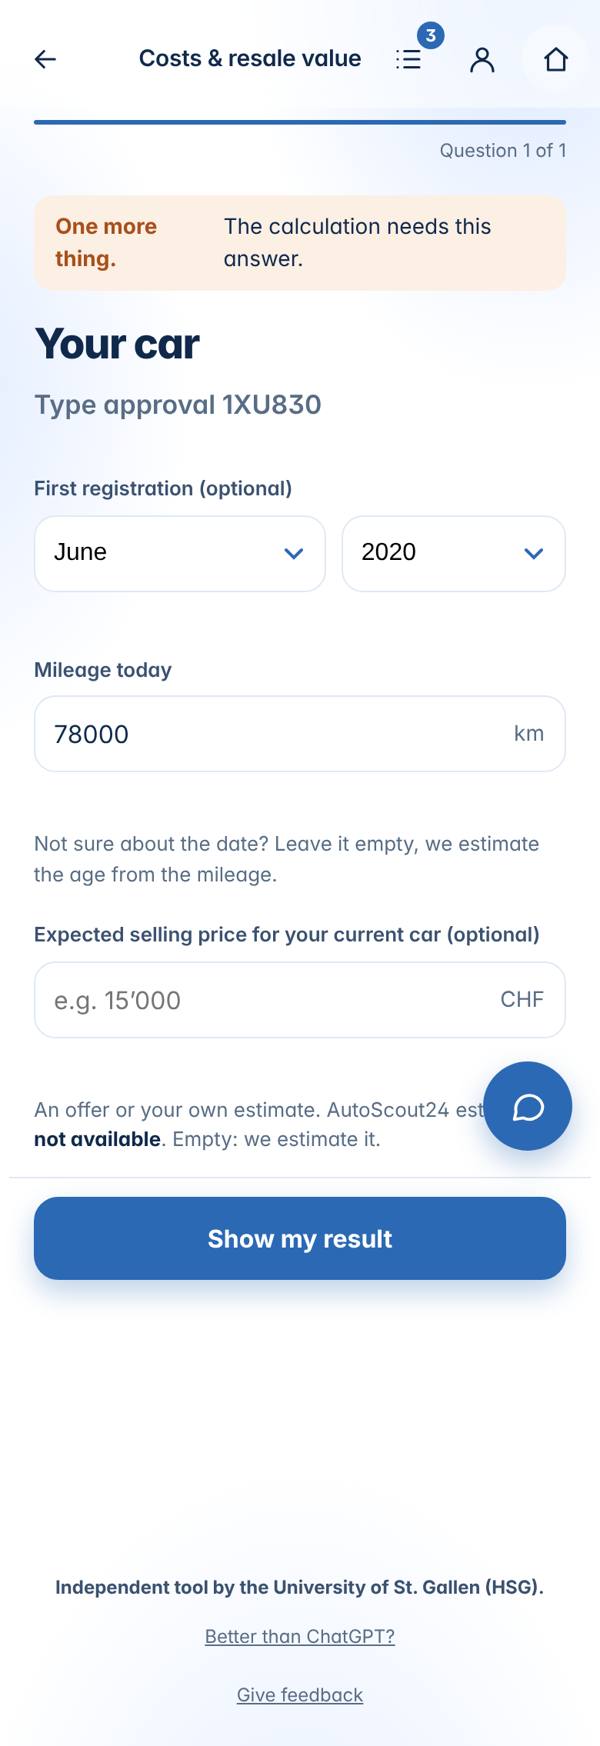 Costs & resale value
3
Question 1 of 1
One more
thing.
The calculation needs this
answer.
Your car
Type approval 1XU830
First registration (optional)
June
2020
Mileage today
78000
km
Not sure about the date? Leave it empty, we estimate
the age from the mileage.
Expected selling price for your current car (optional)
e.g. 15’000
CHF
An offer or your own estimate. AutoScout24 est
not available. Empty: we estimate it.
Show my result
Independent tool by the University of St. Gallen (HSG).
Better than ChatGPT?
Give feedback